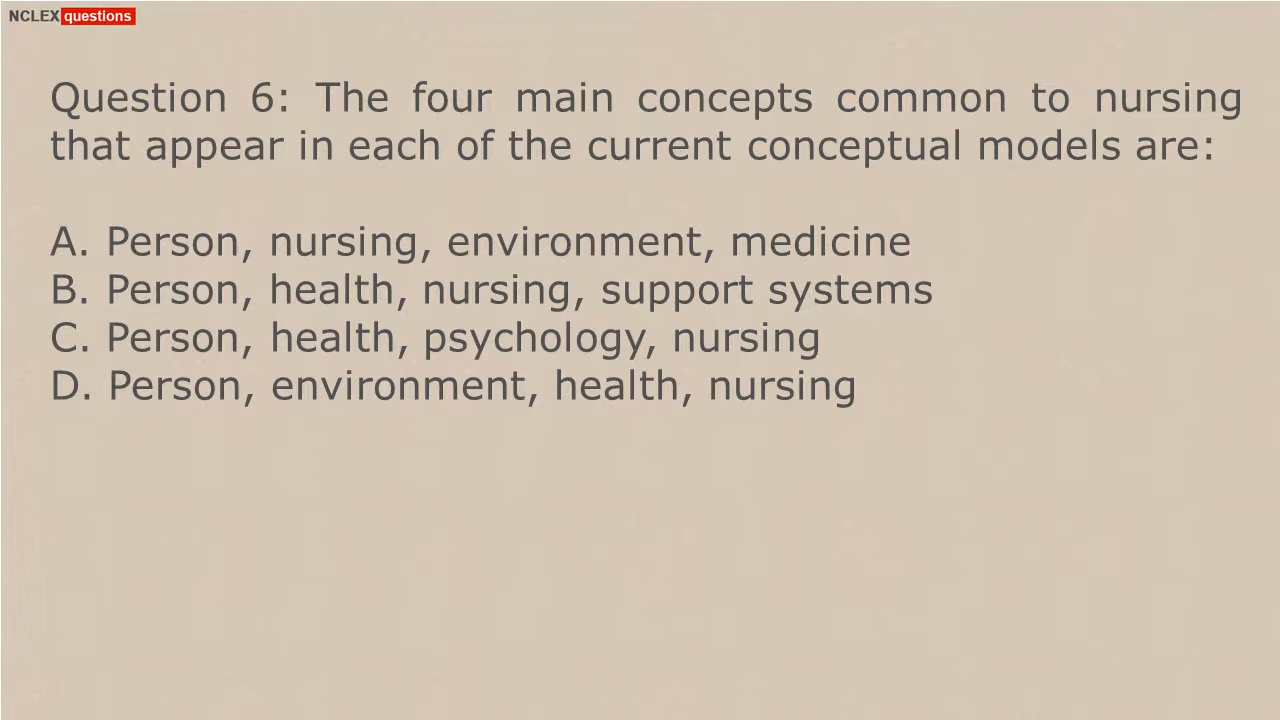 NCLEX questions
Question 6: The four main concepts common to nursing
that appear in each of the current conceptual models are:
A. Person, nursing, environment, medicine
B. Person, health, nursing, support systems
C. Person, health, psychology, nursing
D. Person, environment, health, nursing